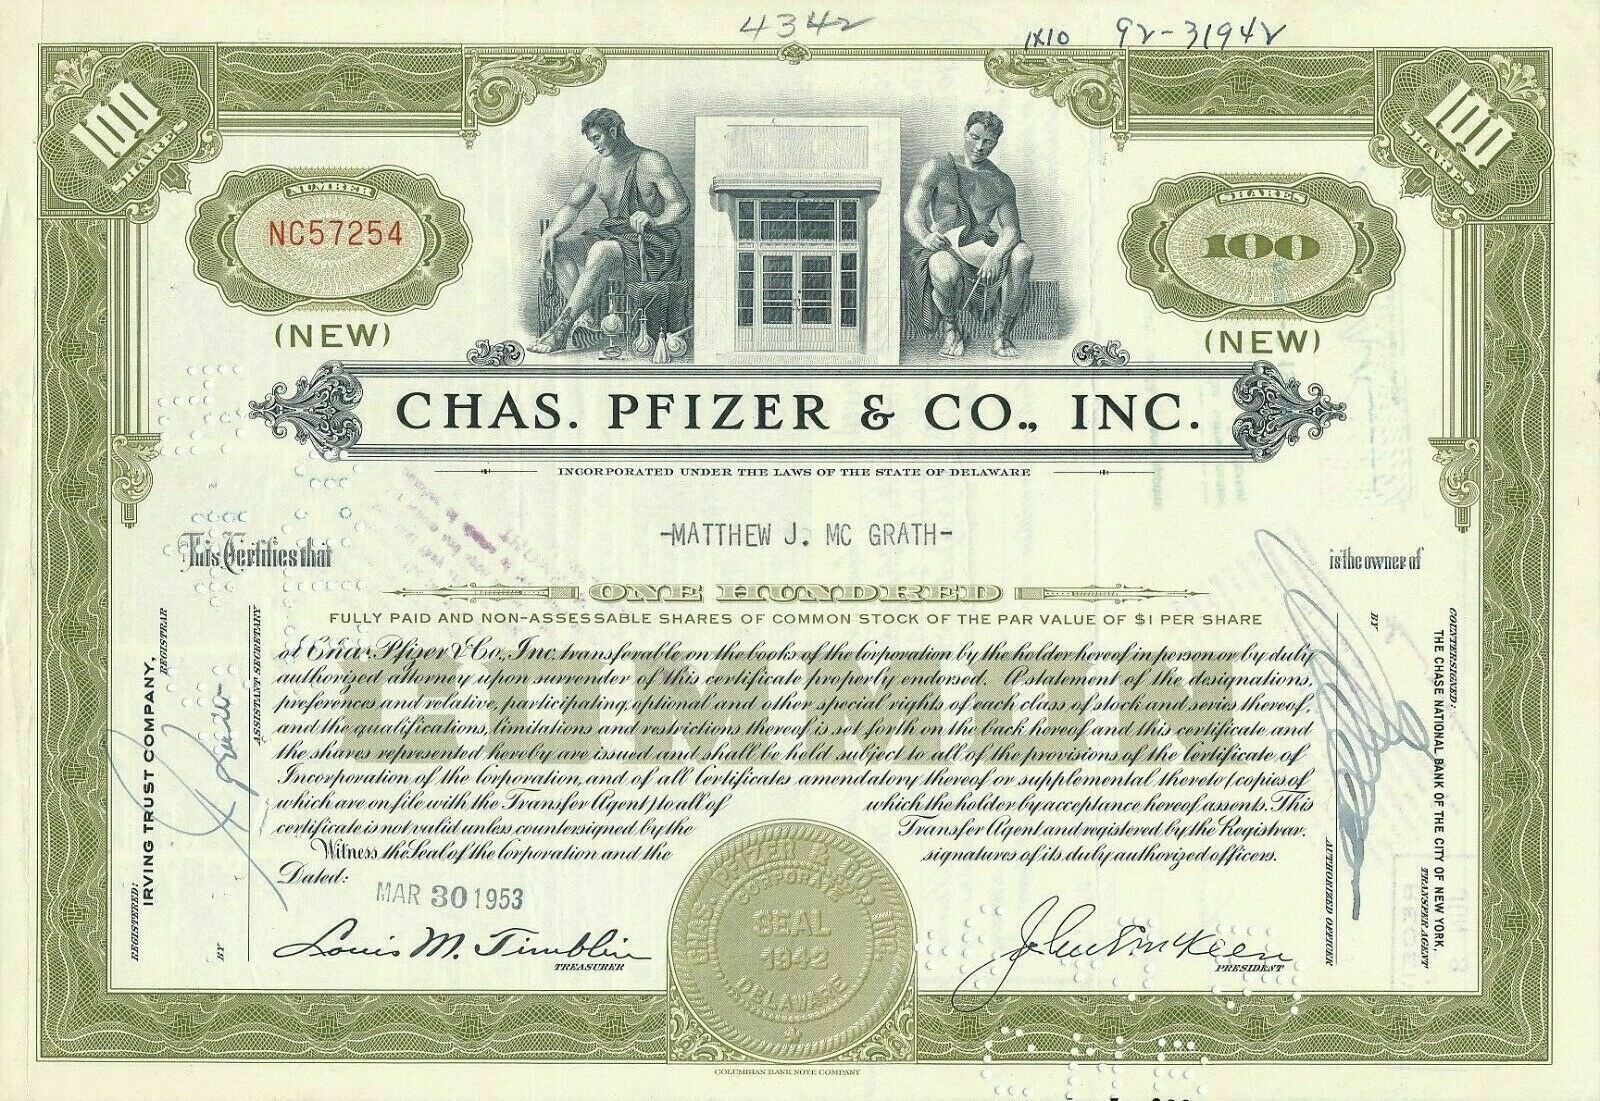 4342
1X10 92-31942
100 SHARES
100 SHARES
NUMBER
NC57254
(NEW)
SHARES
100
(NEW)
CHAS. PFIZER & CO., INC.
INCORPORATED UNDER THE LAWS OF THE STATE OF DELAWARE
-MATTHEW J. MC GRATH-
This Certifies that
is the owner of
ONE HUNDRED
FULLY PAID AND NON-ASSESSABLE SHARES OF COMMON STOCK OF THE PAR VALUE OF $1 PER SHARE
of Chas. Pfizer & Co., Inc. transferable on the books of the Corporation by the holder hereof in person or by duly
authorized attorney upon surrender of this certificate properly endorsed. A statement of the designations,
preferences and relative, participating, optional and other special rights of each class of stock and series thereof,
and the qualifications, limitations and restrictions thereof is set forth on the back hereof and this certificate and
the shares represented hereby are issued and shall be held subject to all of the provisions of the Certificate of
Incorporation of the Corporation, and of all Certificates amendatory thereof or supplemental thereto (copies of
which are on file with the Transfer Agent) to all of which the holder by acceptance hereof assents. This
certificate is not valid unless countersigned by the Transfer Agent and registered by the Registrar.
Witness the Seal of the Corporation and the signatures of its duly authorized officers.
Dated:
MAR 30 1953
Louis M. Timblin
TREASURER
John E. McKeen
PRESIDENT
CHAS. PFIZER & CO., INC.
CORPORATE
SEAL
1942
DELAWARE
REGISTERED:
IRVING TRUST COMPANY,
REGISTRAR
BY
ASSISTANT SECRETARY
COUNTERSIGNED:
THE CHASE NATIONAL BANK OF THE CITY OF NEW YORK,
TRANSFER AGENT
BY
AUTHORIZED OFFICER
COLUMBIAN BANK NOTE COMPANY